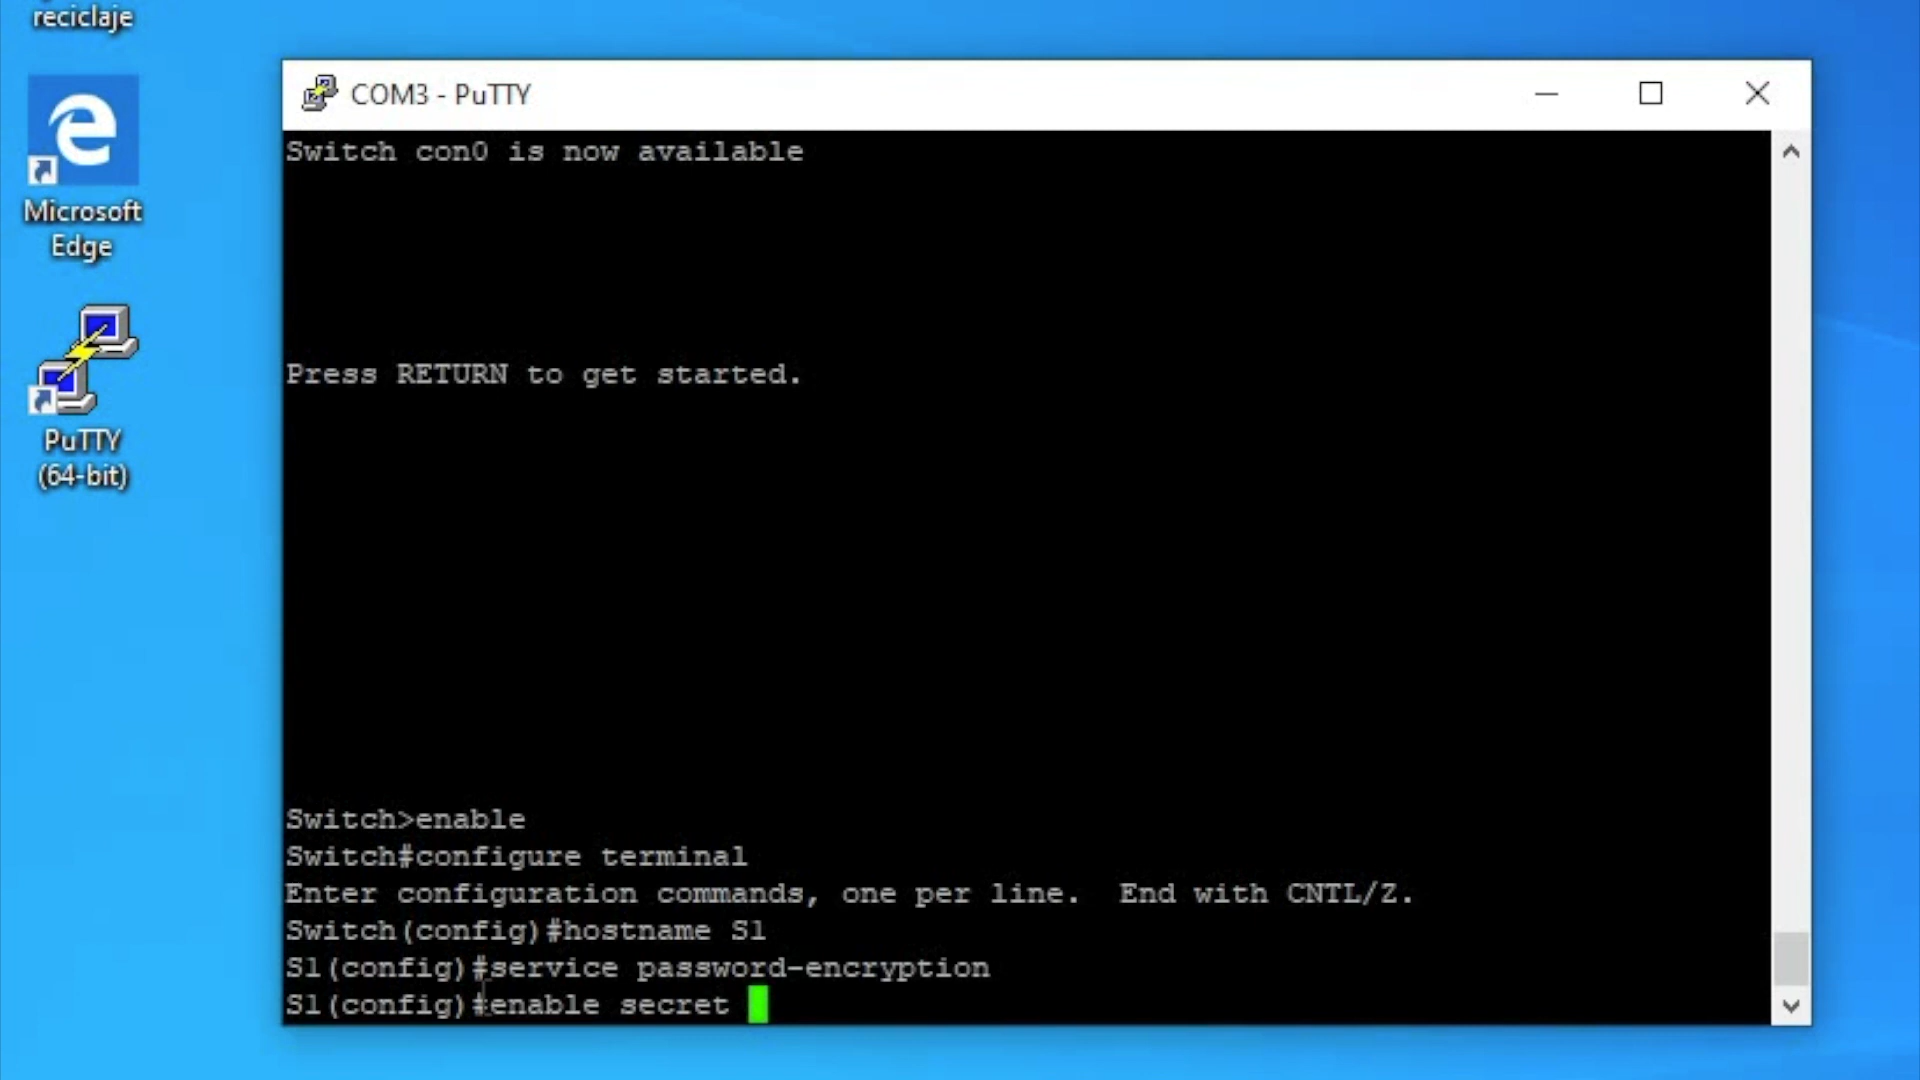 reciclaje
Microsoft
Edge
PuTTY
(64-bit)
COM3 - PuTTY
Switch con0 is now available
Press RETURN to get started.
Switch>enable
Switch#configure terminal
Enter configuration commands, one per line.  End with CNTL/Z.
Switch(config)#hostname S1
S1(config)#service password-encryption
S1(config)#enable secret